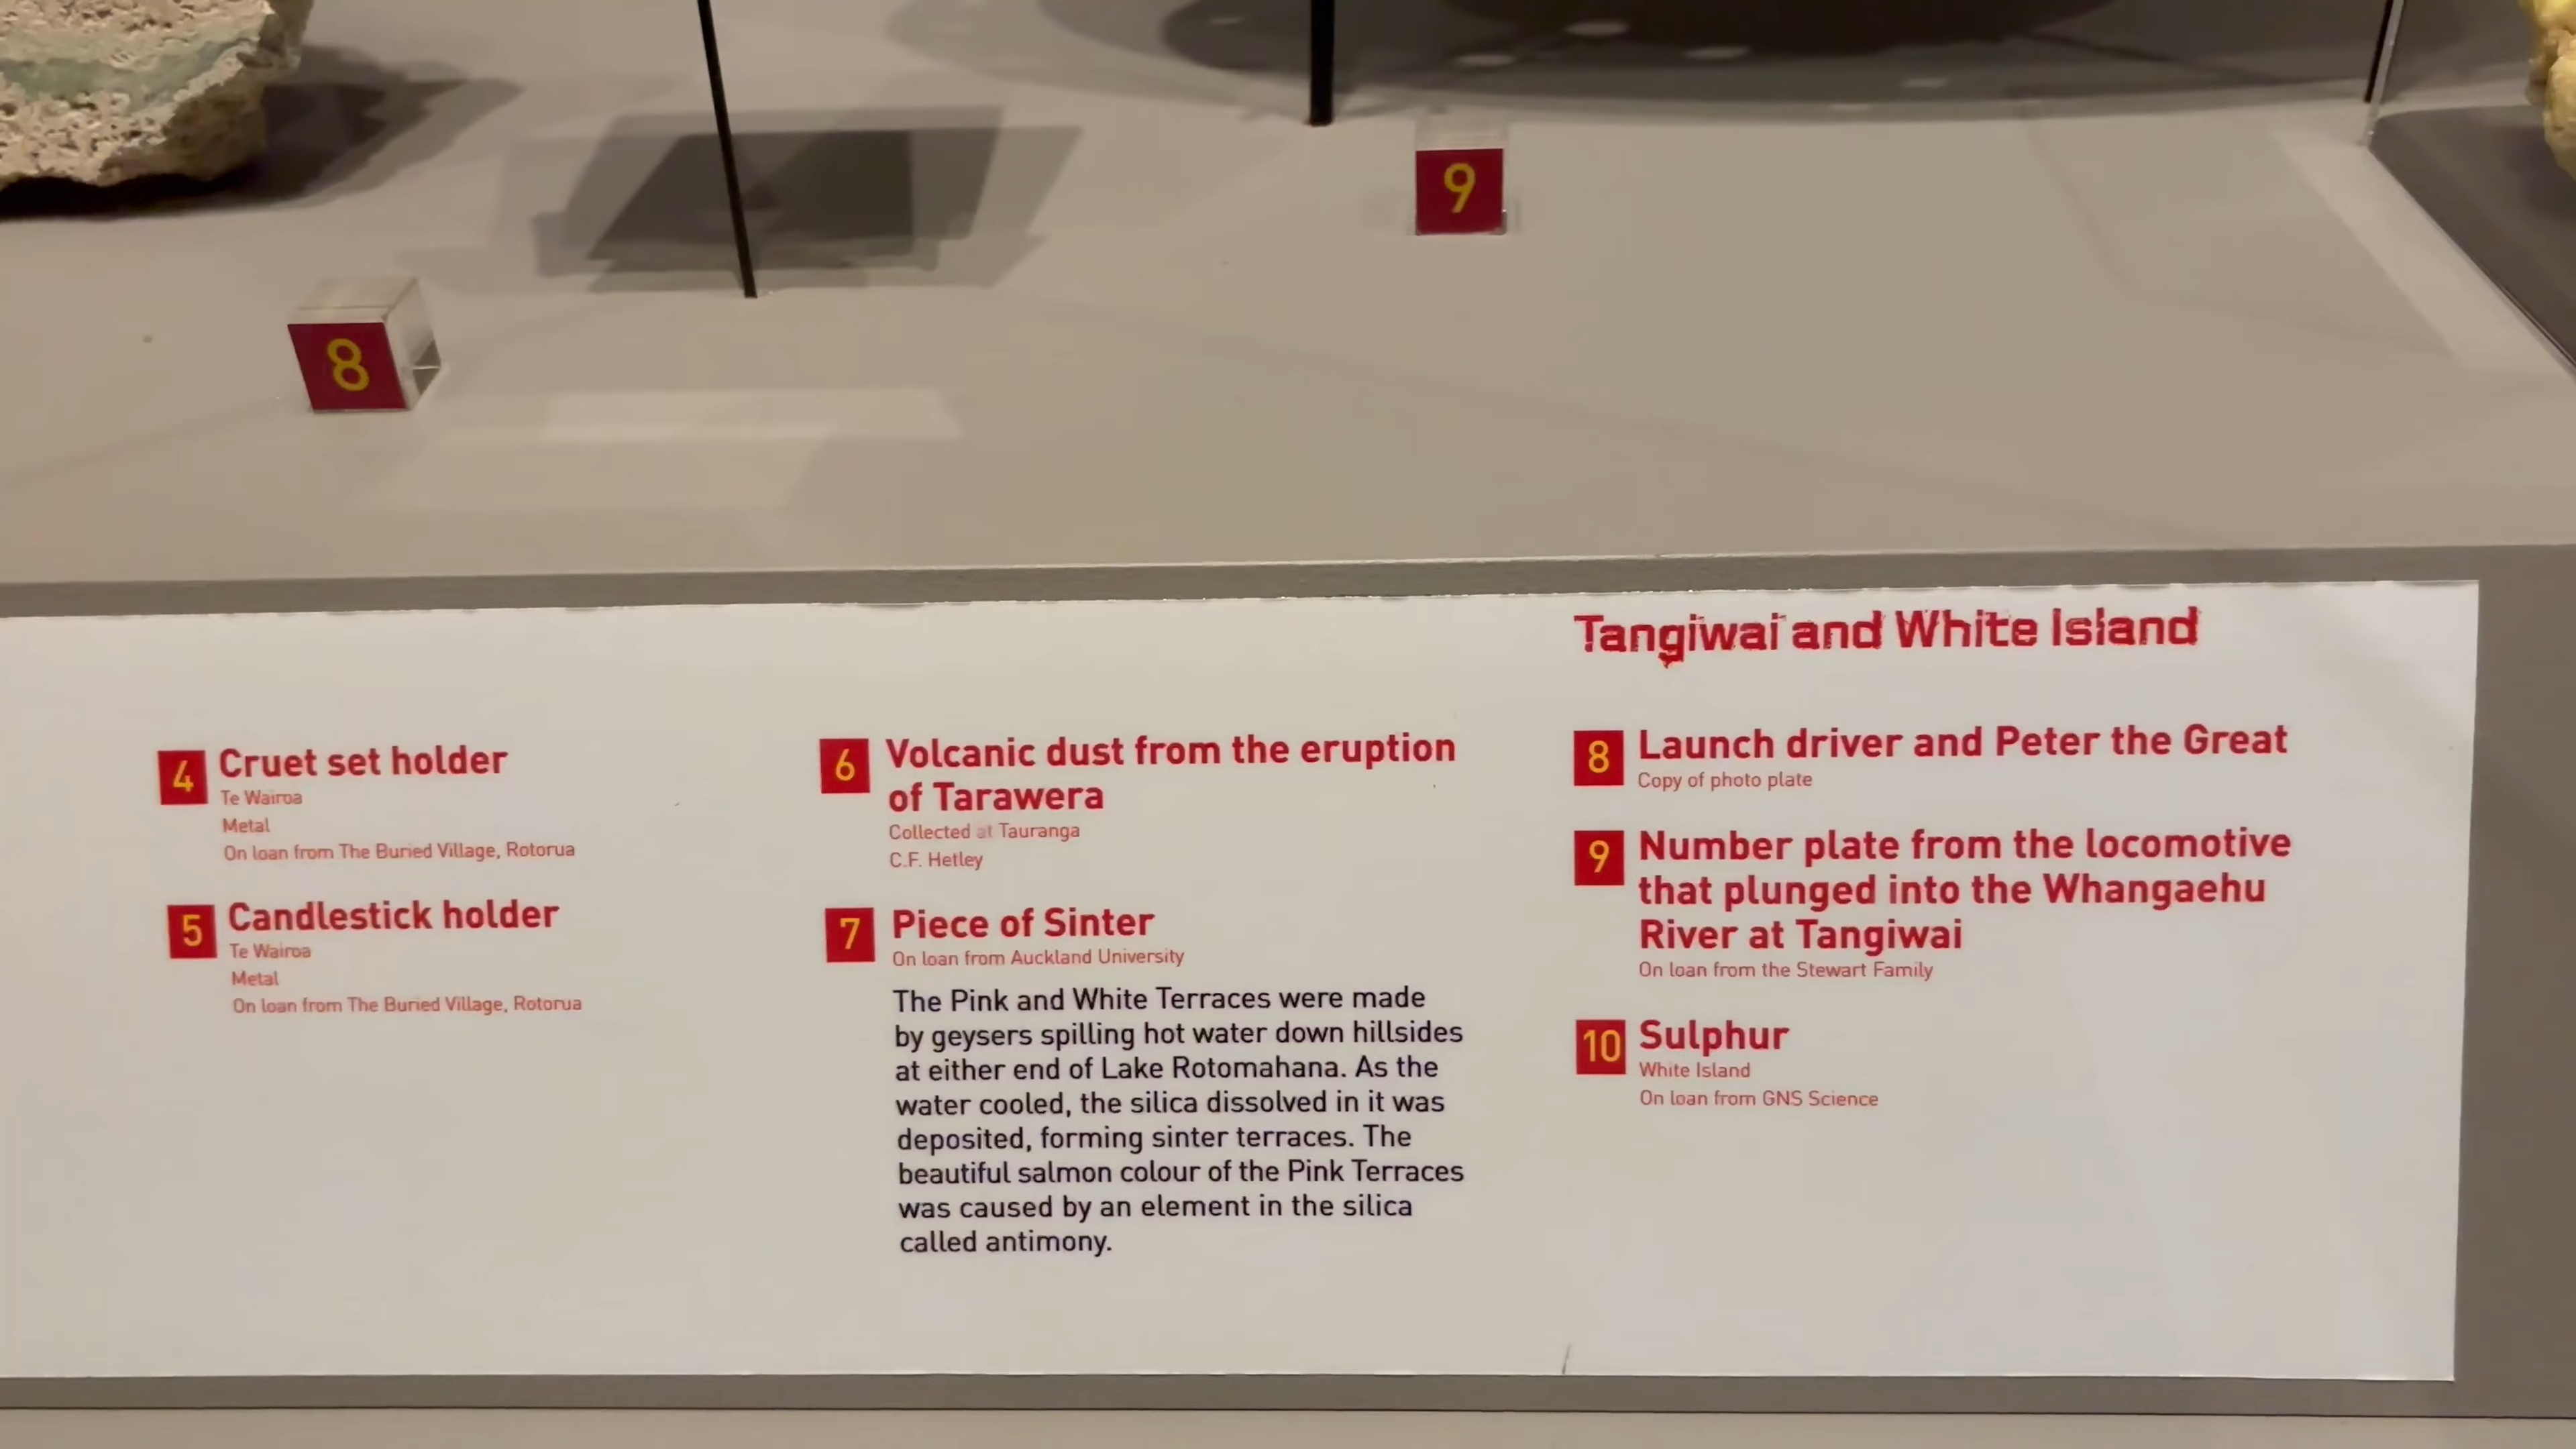 9
8
4 Cruet set holder
Te Wairoa
Metal
On loan from The Buried Village, Rotorua
5 Candlestick holder
Te Wairoa
Metal
On loan from The Buried Village, Rotorua
6 Volcanic dust from the eruption
of Tarawera
Collected at Tauranga
C.F. Hetley
7 Piece of Sinter
On loan from Auckland University
The Pink and White Terraces were made
by geysers spilling hot water down hillsides
at either end of Lake Rotomahana. As the
water cooled, the silica dissolved in it was
deposited, forming sinter terraces. The
beautiful salmon colour of the Pink Terraces
was caused by an element in the silica
called antimony.
Tangiwai and White Island
8 Launch driver and Peter the Great
Copy of photo plate
9 Number plate from the locomotive
that plunged into the Whangaehu
River at Tangiwai
On loan from the Stewart Family
10 Sulphur
White Island
On loan from GNS Science